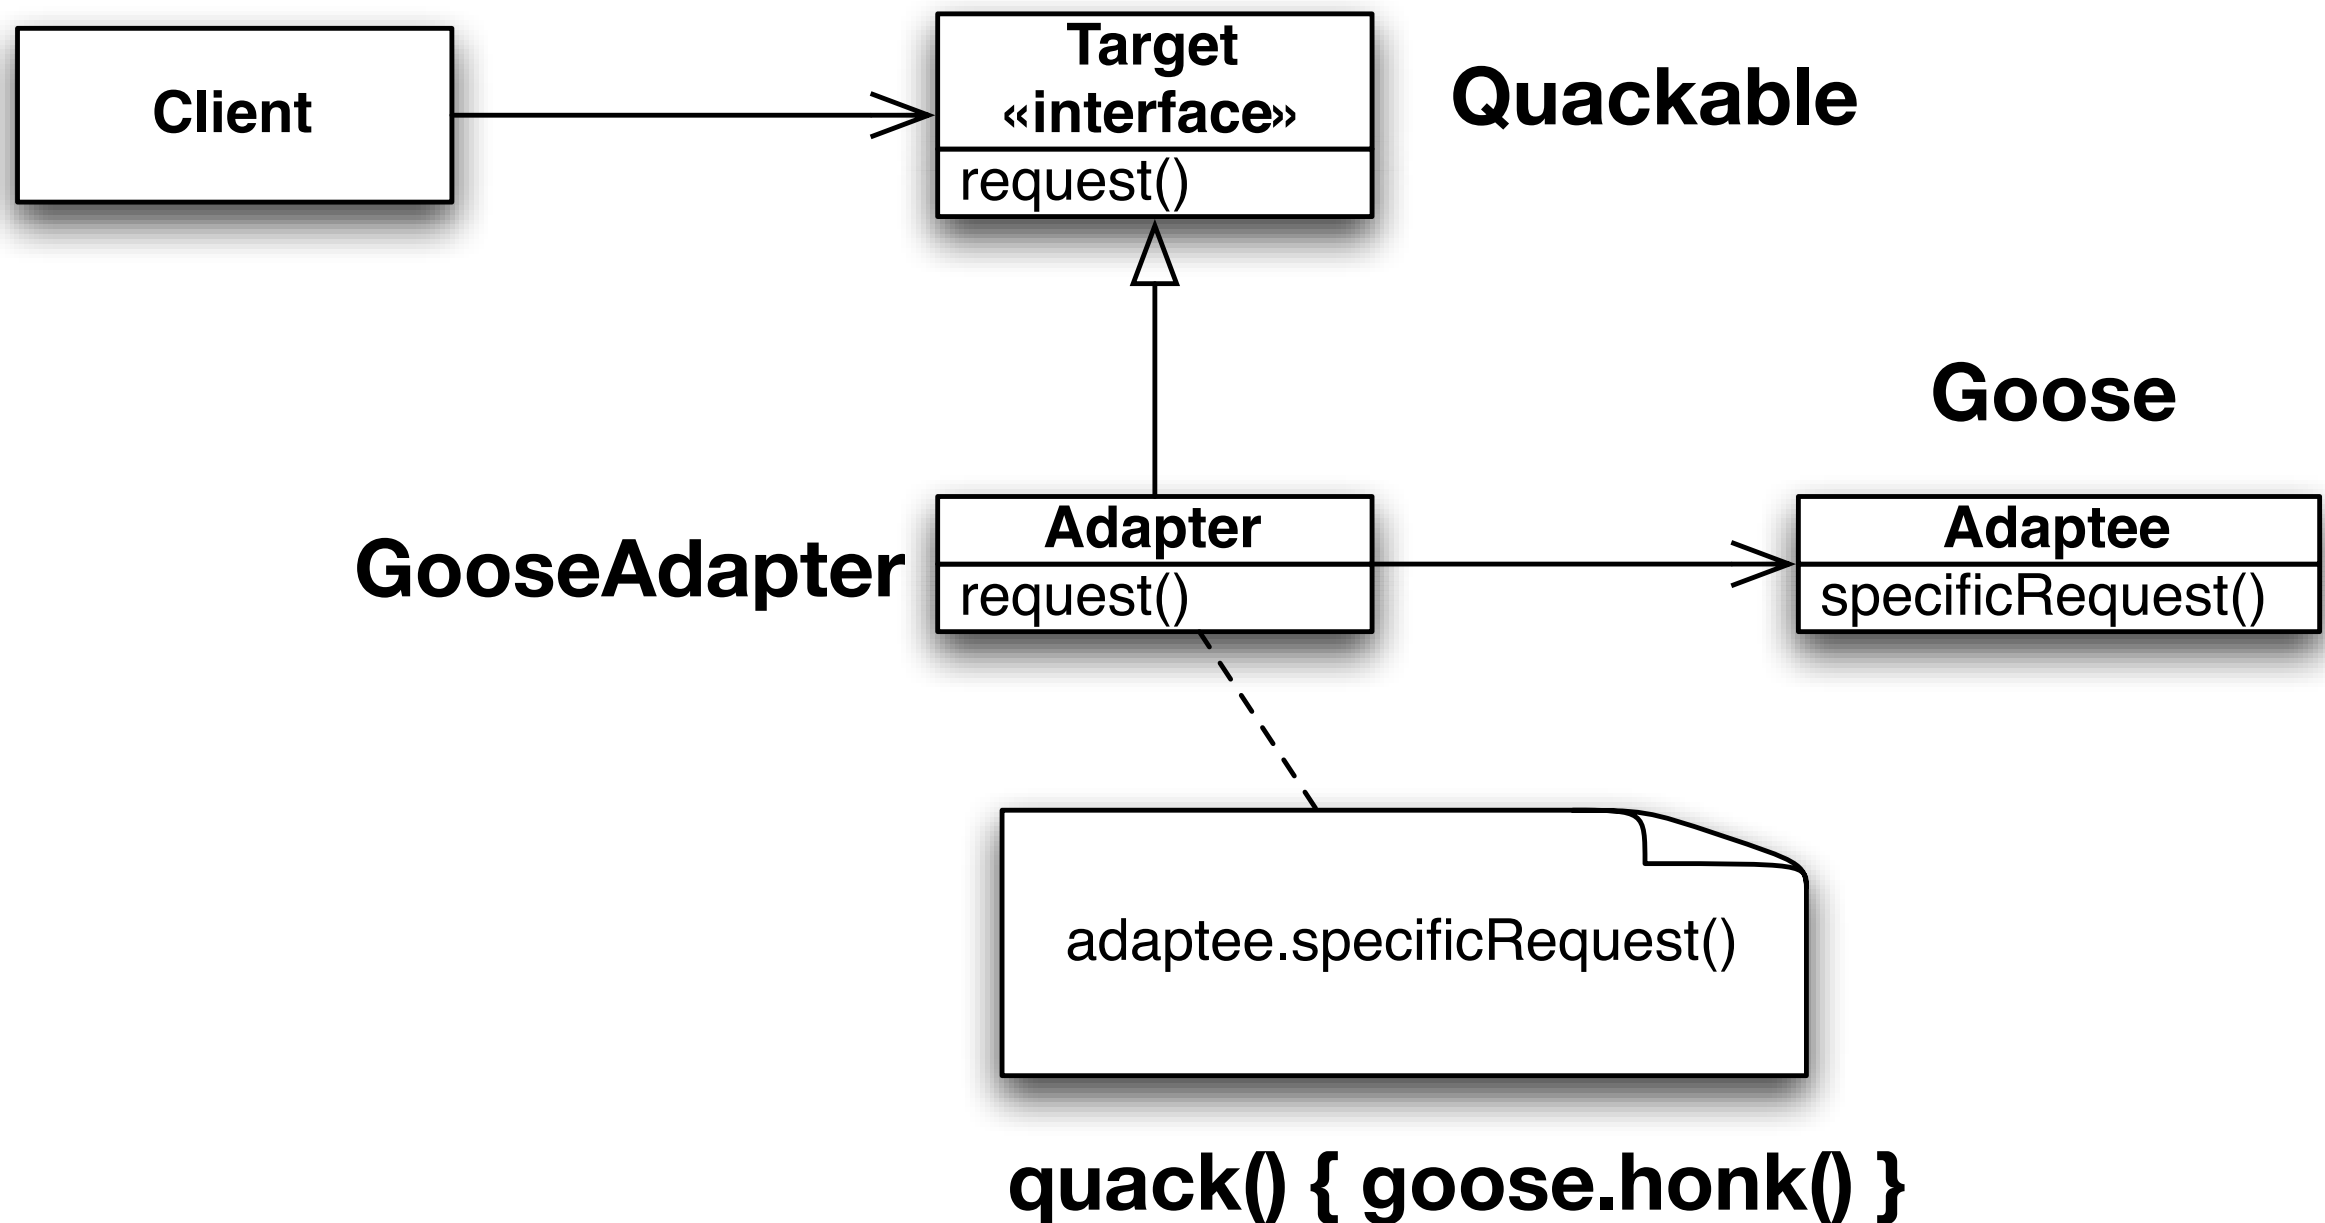 Client
Target
«interface»
request()
Quackable
Goose
GooseAdapter
Adapter
request()
Adaptee
specificRequest()
adaptee.specificRequest()
quack() { goose.honk() }